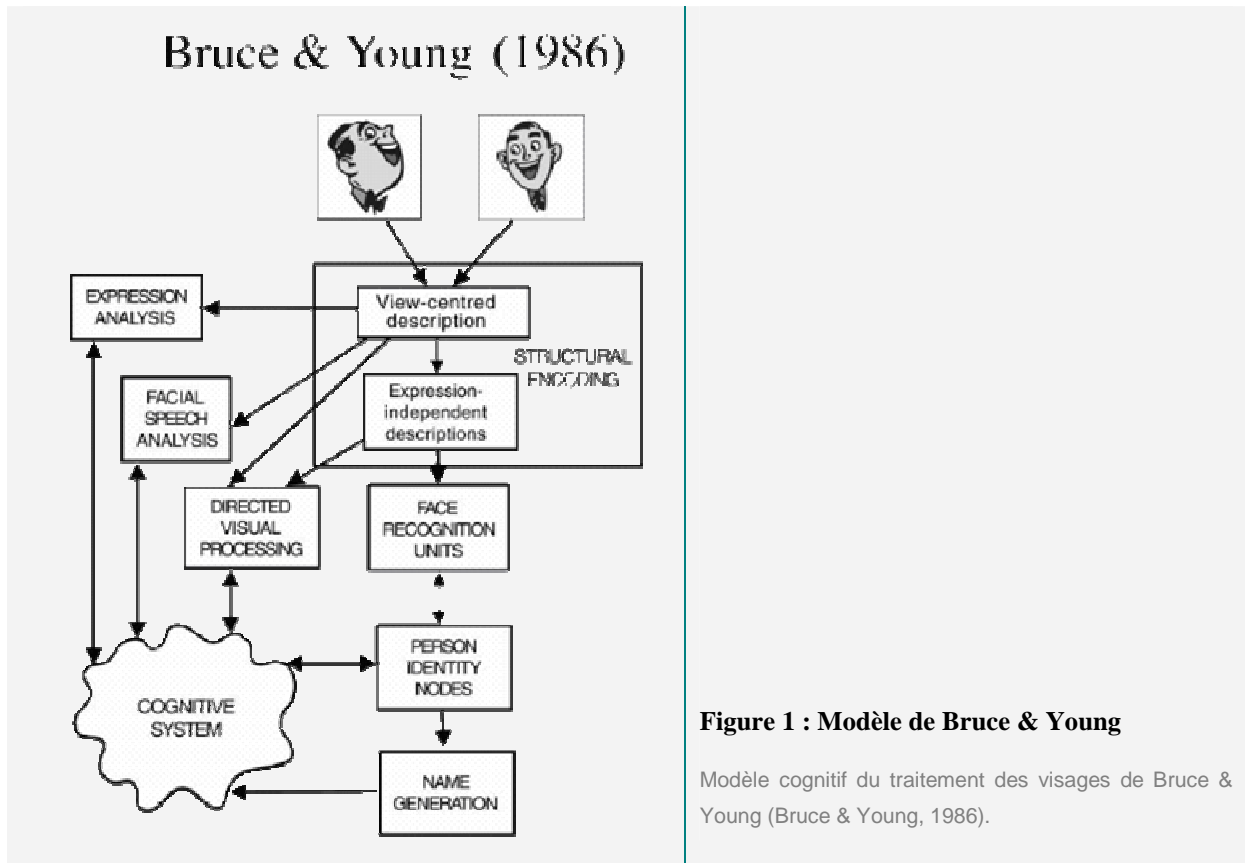 Bruce & Young (1986)
EXPRESSION
ANALYSIS
View-centred
description
STRUCTURAL
ENCODING
FACIAL
SPEECH
ANALYSIS
Expression-
independent
descriptions
DIRECTED
VISUAL
PROCESSING
FACE
RECOGNITION
UNITS
COGNITIVE
SYSTEM
PERSON
IDENTITY
NODES
NAME
GENERATION
Figure 1 : Modèle de Bruce & Young
Modèle cognitif du traitement des visages de Bruce &
Young (Bruce & Young, 1986).